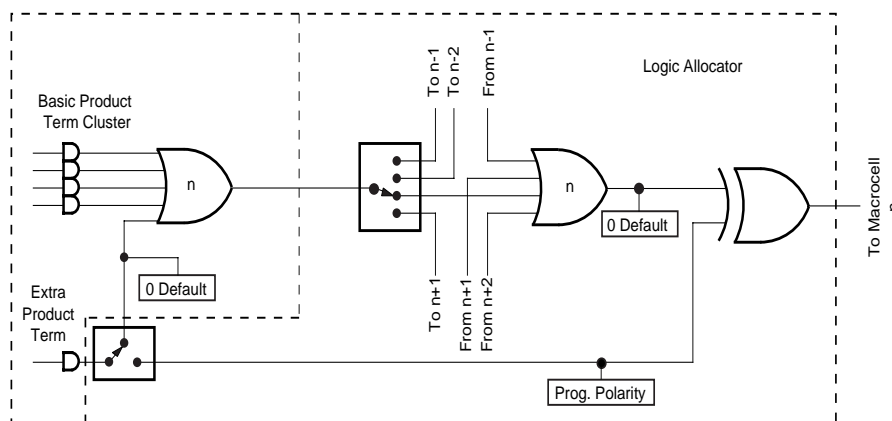 To n-1
To n-2
From n-1
Logic Allocator
Basic Product
Term Cluster
n
n
0 Default
0 Default
To Macrocell
n
Extra
Product
Term
To n+1
From n+1
From n+2
Prog. Polarity